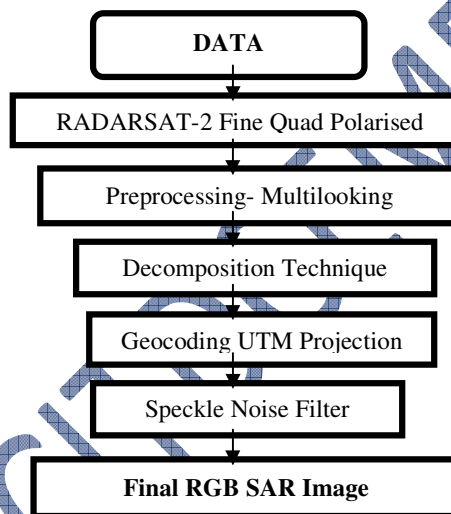 DATA
RADARSAT-2 Fine Quad Polarised
Preprocessing- Multilooking
Decomposition Technique
Geocoding UTM Projection
Speckle Noise Filter
Final RGB SAR Image